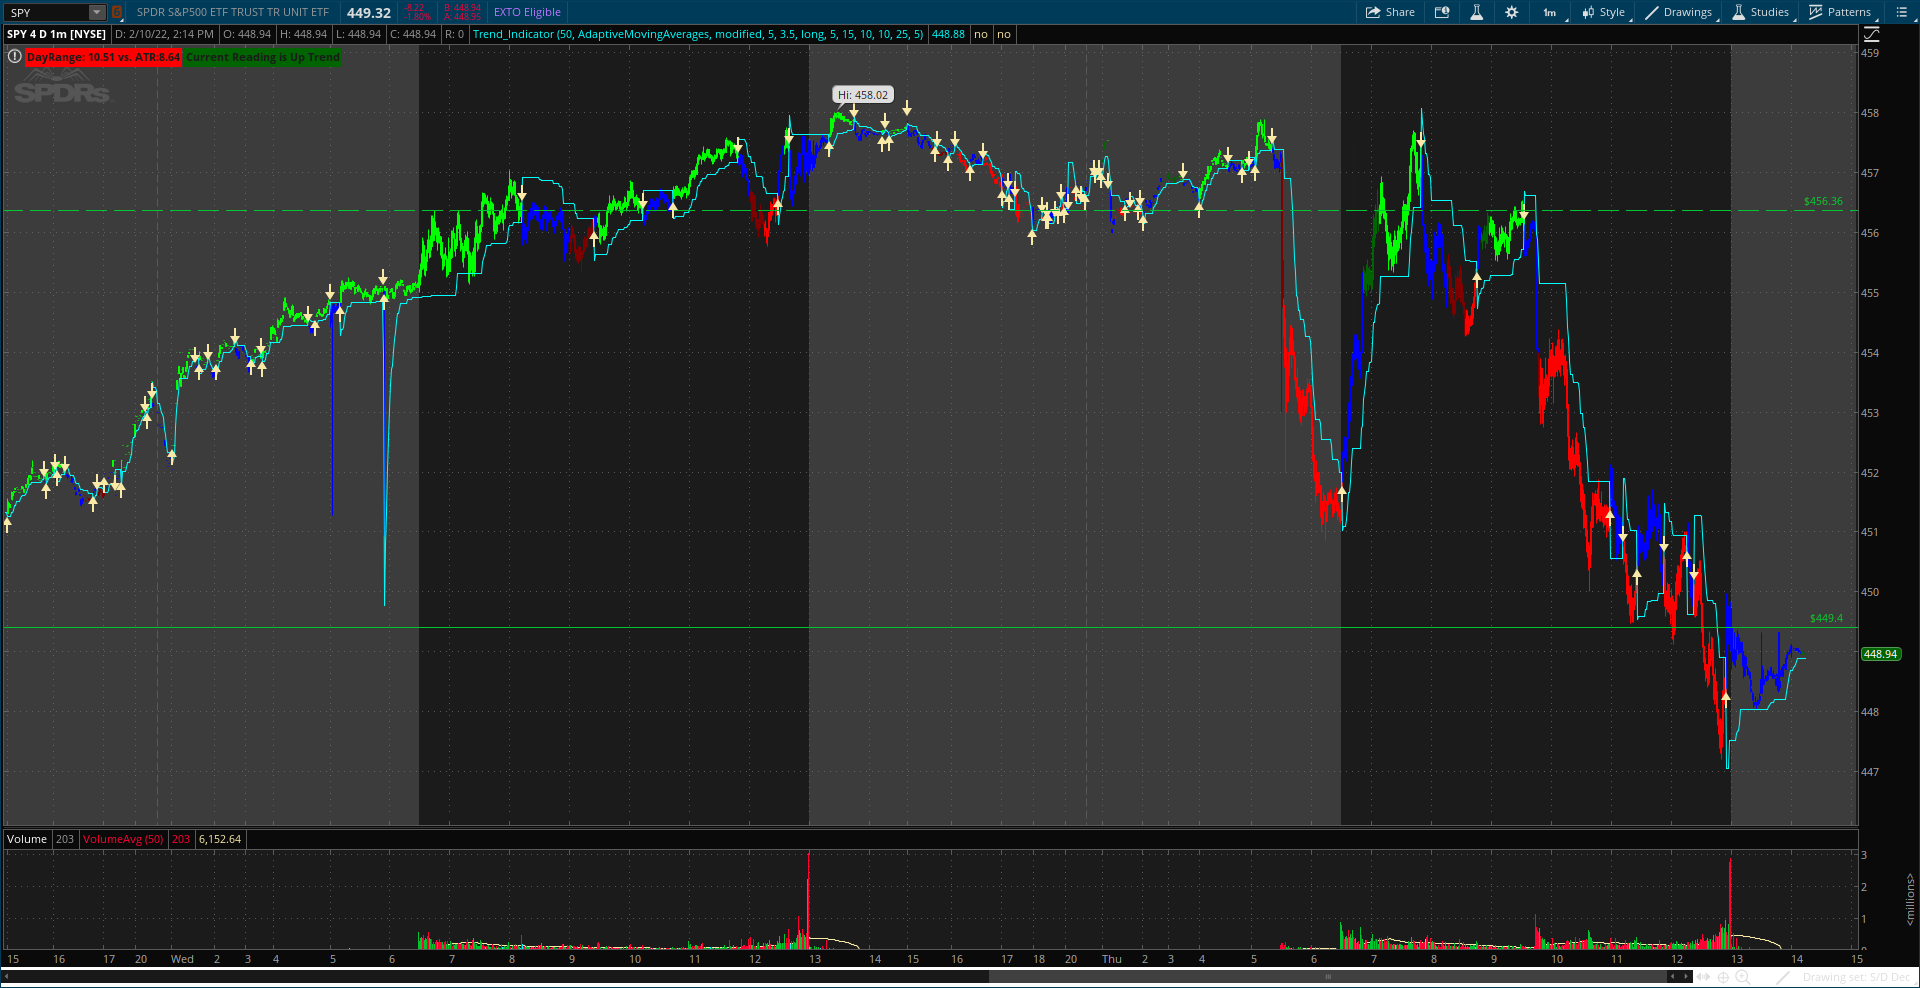 SPY 6 SPDR S&P500 ETF TRUST TR UNIT ETF 449.32 -8.22 -1.80% B: 448.94 A: 448.95 EXTO Eligible Share 1m Style Drawings Studies Patterns
SPY 4 D 1m [NYSE] D: 2/10/22, 2:14 PM O: 448.94 H: 448.94 L: 448.94 C: 448.94 R: 0 Trend_Indicator (50, AdaptiveMovingAverages, modified, 5, 3.5, long, 5, 15, 10, 10, 25, 5) 448.88 no no
DayRange: 10.51 vs. ATR:8.64 Current Reading is Up Trend
SPDRs
Hi: 458.02
459
458
457
$456.36
456
455
454
453
452
451
450
$449.4
448.94
448
447
Volume 203 VolumeAvg (50) 203 6,152.64
3
2
1
<millions>
15 16 17 20 Wed 2 3 4 5 6 7 8 9 10 11 12 13 14 15 16 17 18 20 Thu 2 3 4 5 6 7 8 9 10 11 12 13 14 15
Drawing set: S/D Dec